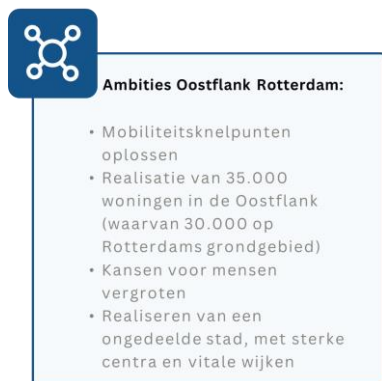 Ambities Oostflank Rotterdam:
• Mobiliteitsknelpunten
oplossen
• Realisatie van 35.000
woningen in de Oostflank
(waarvan 30.000 op
Rotterdams grondgebied)
• Kansen voor mensen
vergroten
• Realiseren van een
ongedeelde stad, met sterke
centra en vitale wijken